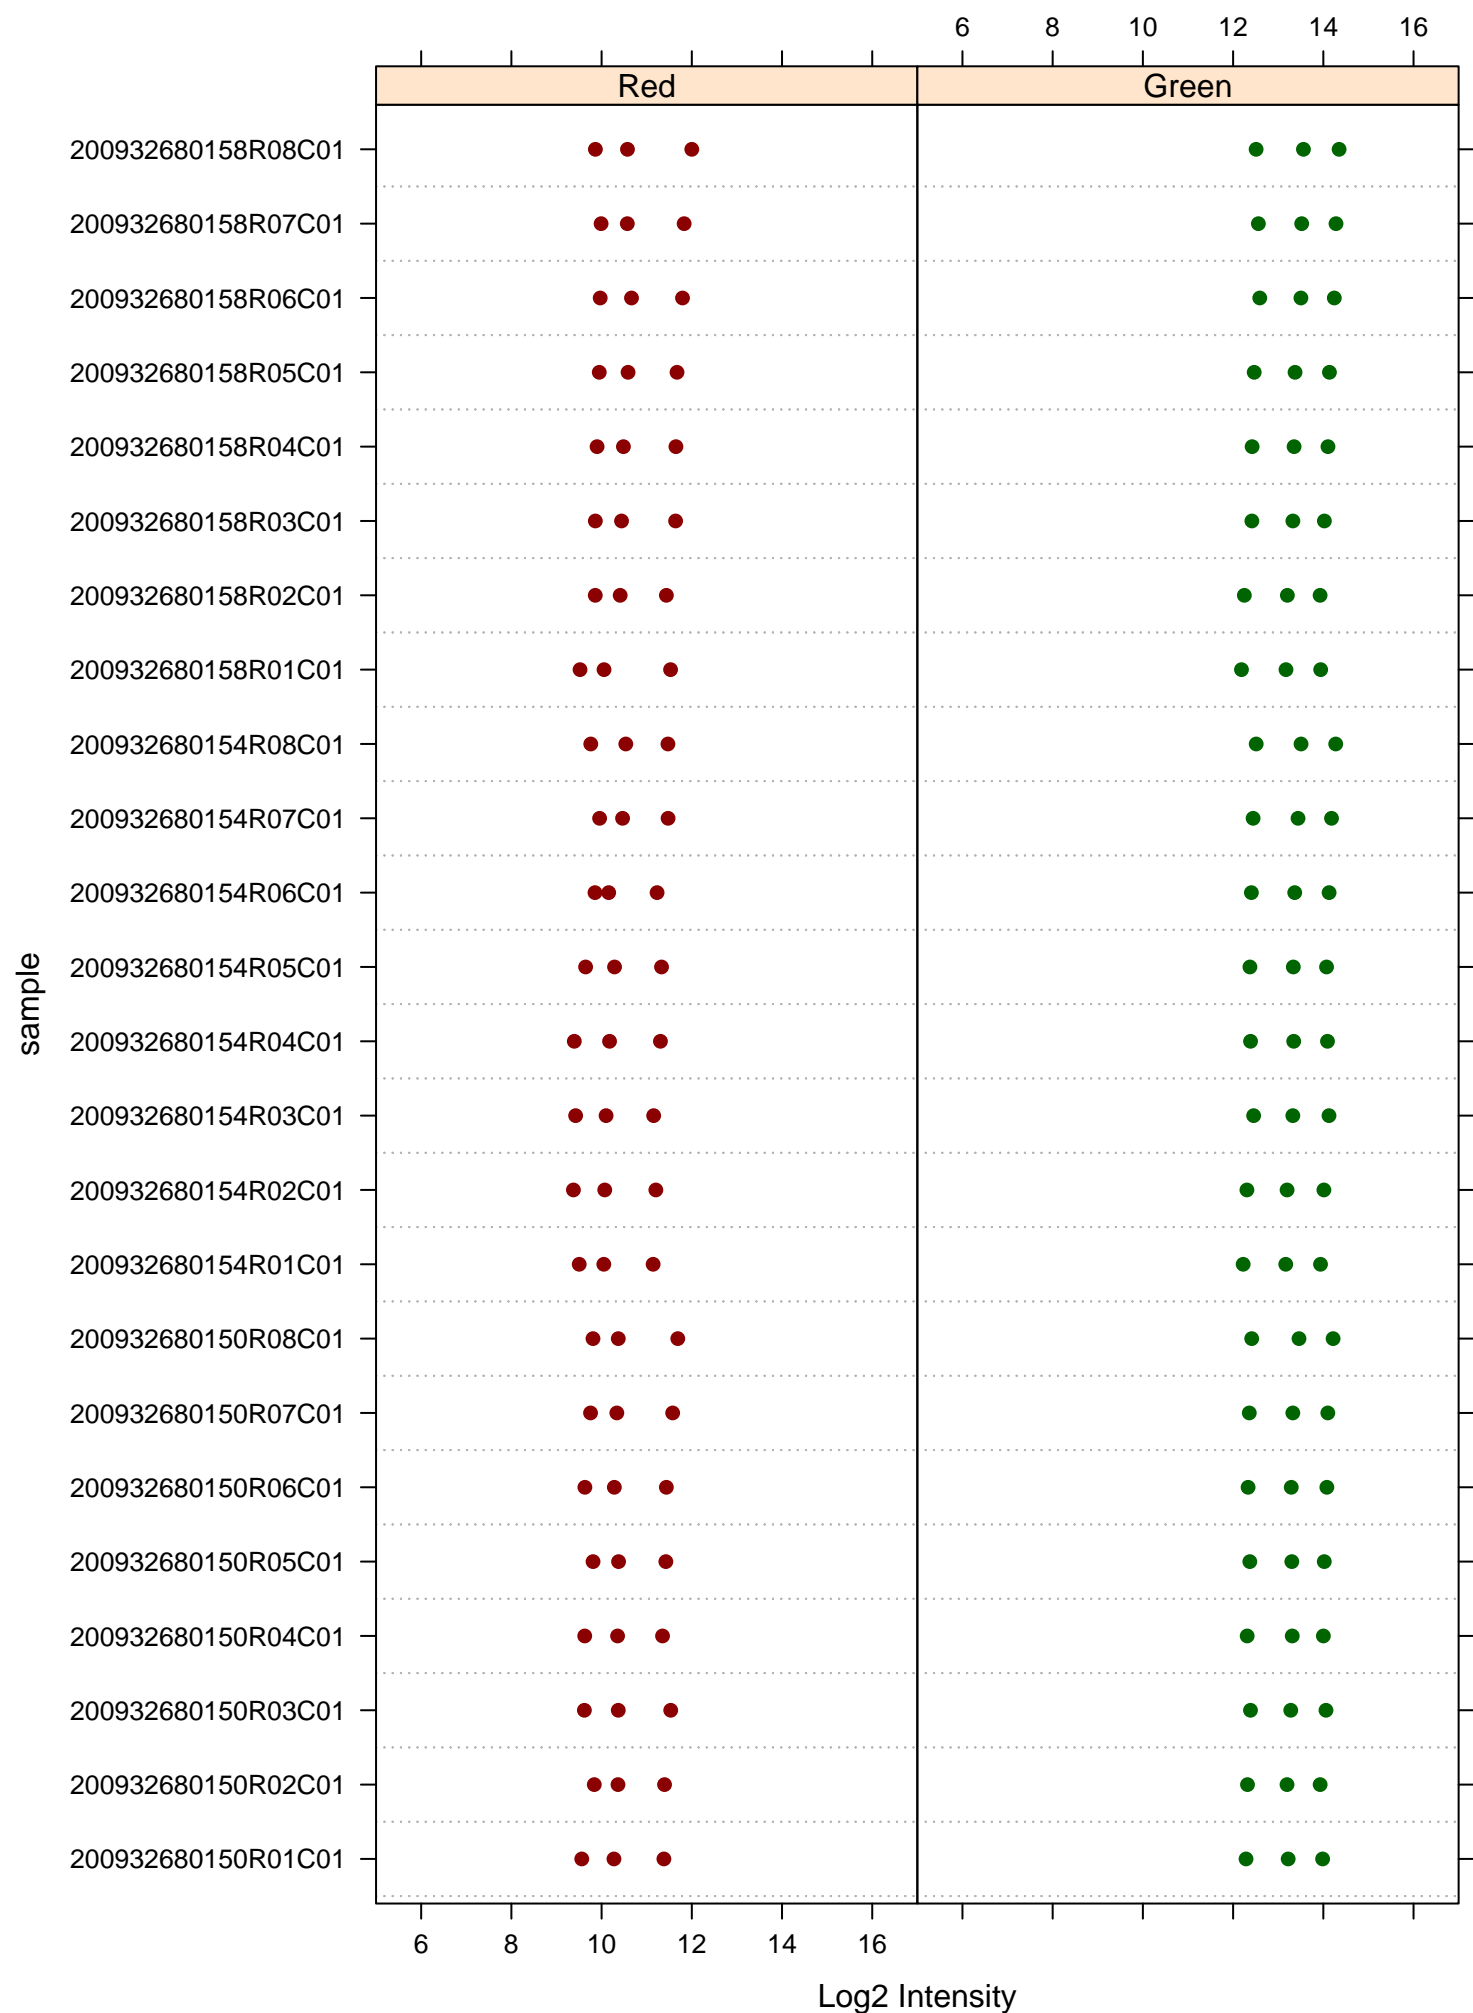 6 8 10 12 14 16
Red Green
200932680158R08C01
200932680158R07C01
200932680158R06C01
200932680158R05C01
200932680158R04C01
200932680158R03C01
200932680158R02C01
200932680158R01C01
200932680154R08C01
200932680154R07C01
200932680154R06C01
200932680154R05C01
200932680154R04C01
200932680154R03C01
200932680154R02C01
200932680154R01C01
200932680150R08C01
200932680150R07C01
200932680150R06C01
200932680150R05C01
200932680150R04C01
200932680150R03C01
200932680150R02C01
200932680150R01C01
sample
6 8 10 12 14 16
Log2 Intensity